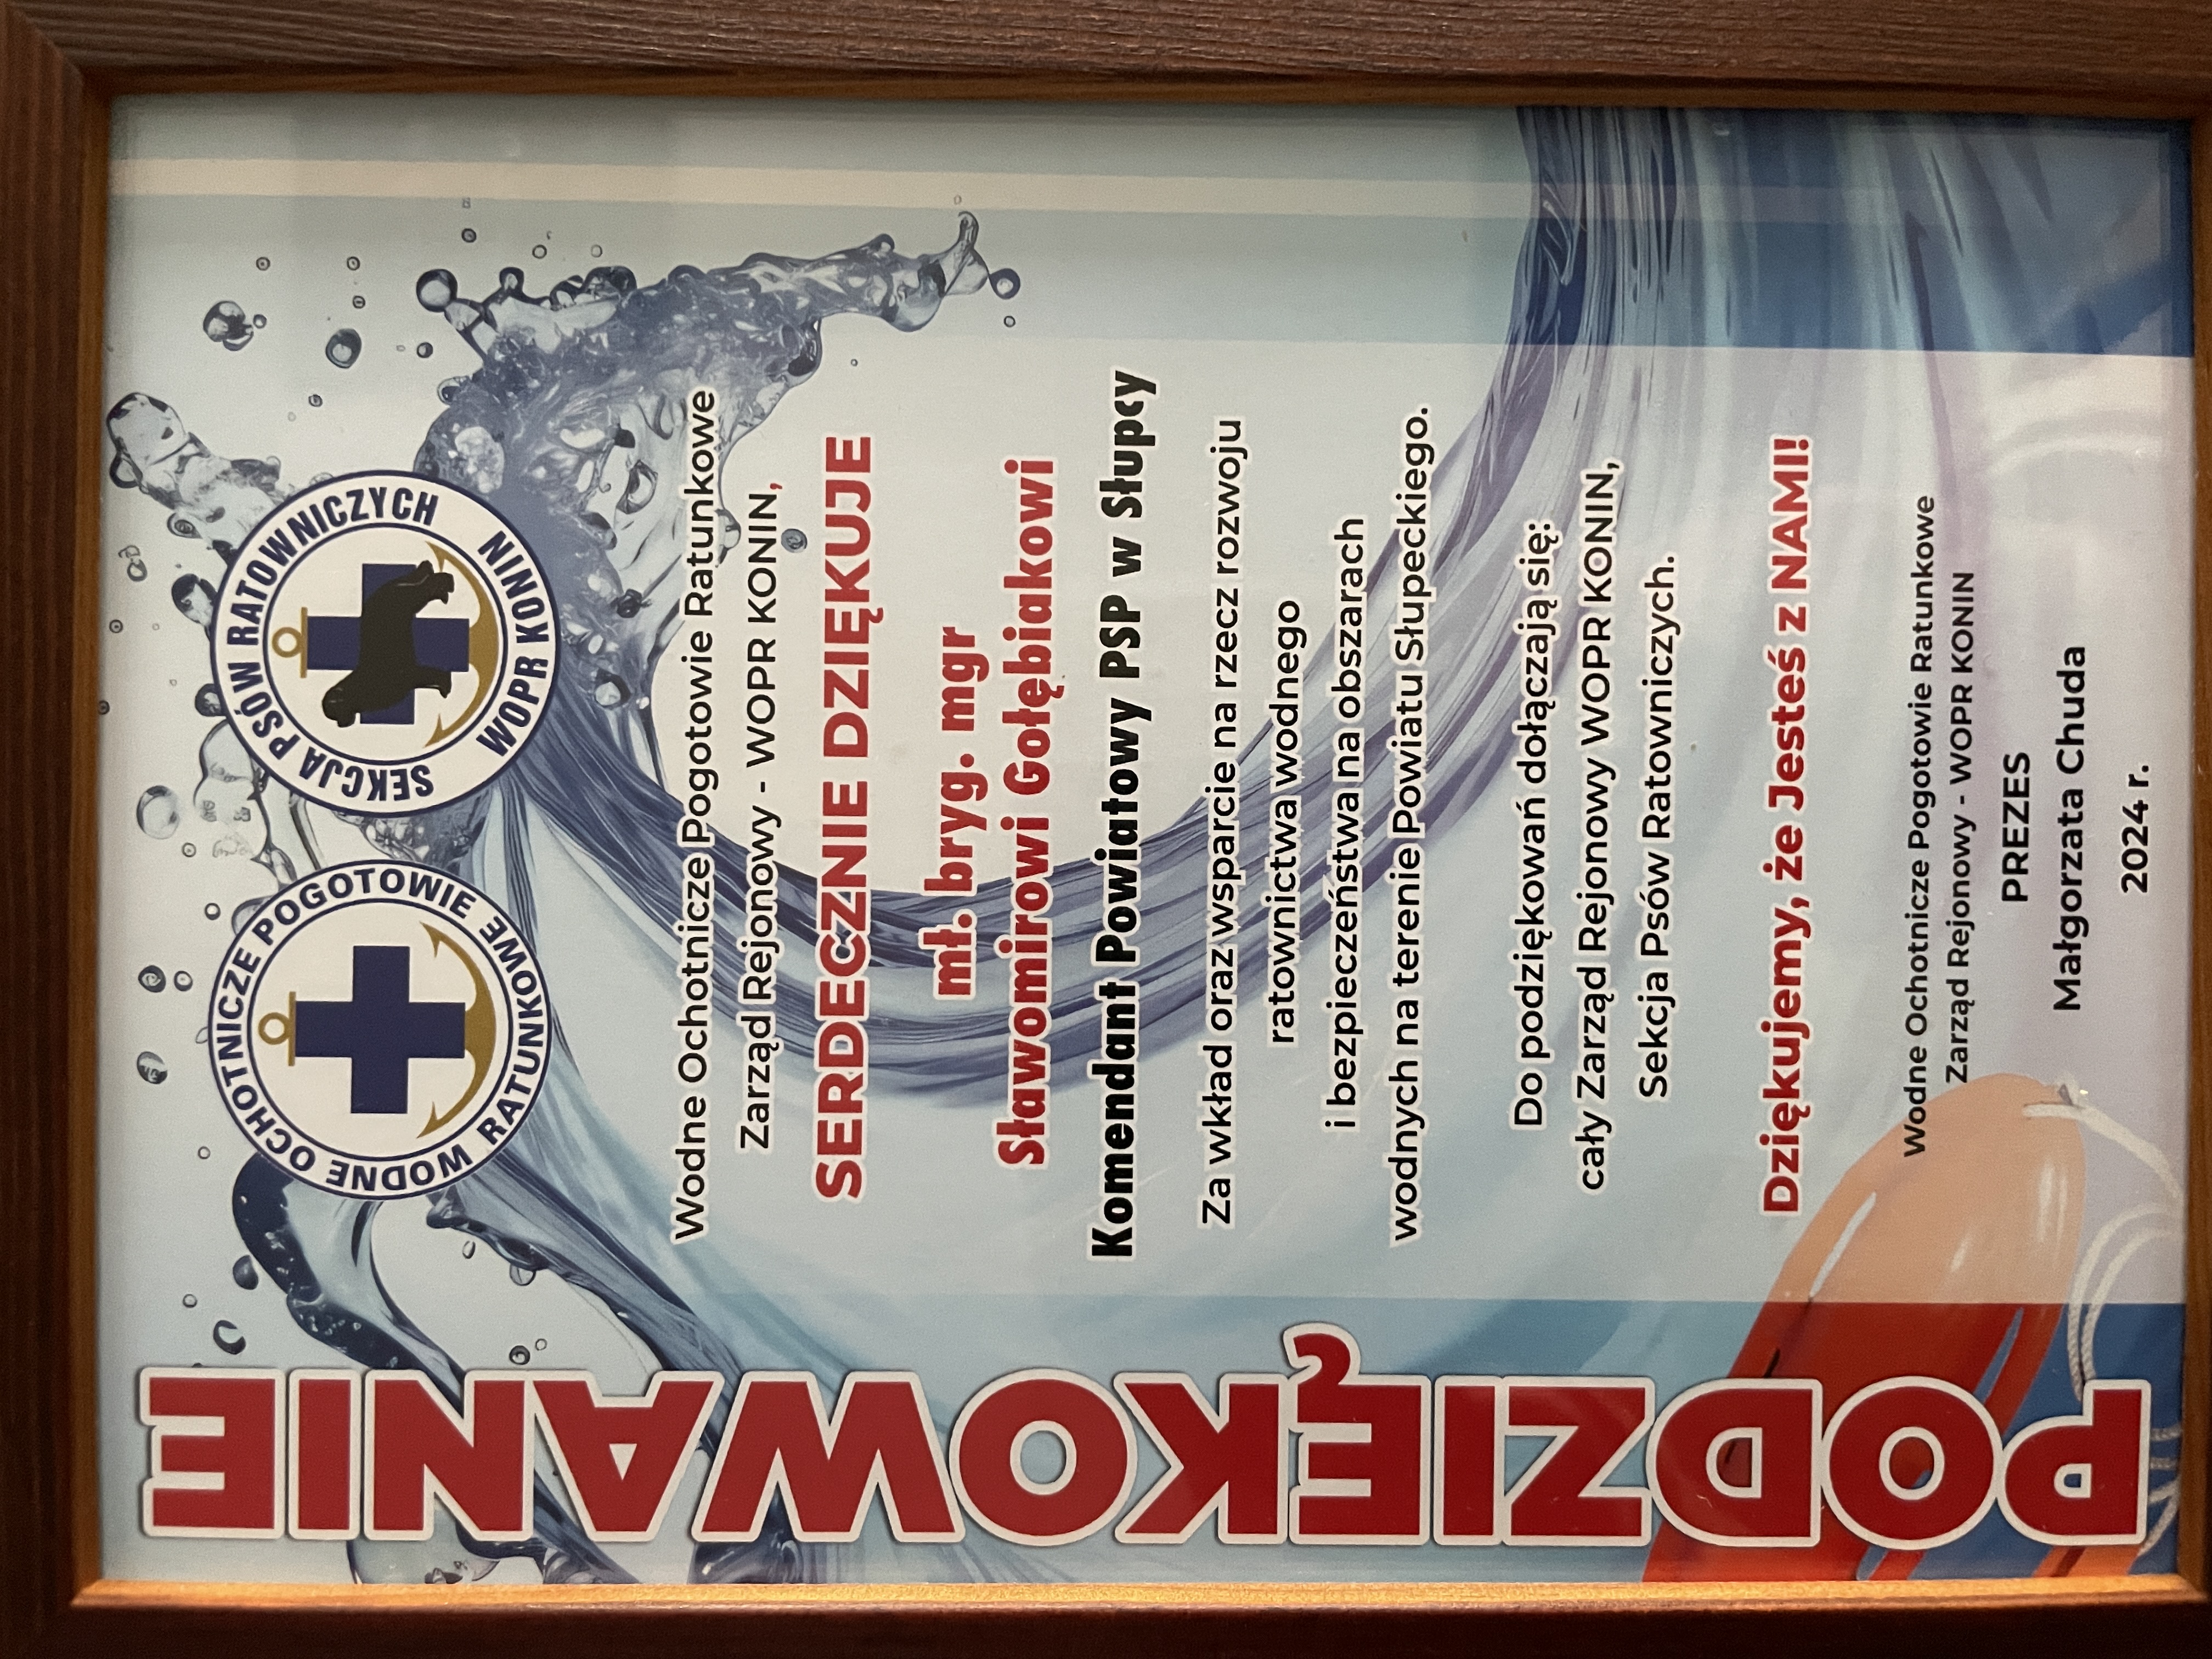 PODZIĘKOWANIE
WODNE OCHOTNICZE POGOTOWIE RATUNKOWE
SEKCJA PSÓW RATOWNICZYCH WOPR KONIN
Wodne Ochotnicze Pogotowie Ratunkowe
Zarząd Rejonowy - WOPR KONIN,
SERDECZNIE DZIĘKUJE
mł. bryg. mgr
Sławomirowi Gołębiakowi
Komendant Powiatowy PSP w Słupcy
Za wkład oraz wsparcie na rzecz rozwoju
ratownictwa wodnego
i bezpieczeństwa na obszarach
wodnych na terenie Powiatu Słupeckiego.
Do podziękowań dołączają się:
cały Zarząd Rejonowy WOPR KONIN,
Sekcja Psów Ratowniczych.
Dziękujemy, że Jesteś z NAMI!
Wodne Ochotnicze Pogotowie Ratunkowe
Zarząd Rejonowy - WOPR KONIN
PREZES
Małgorzata Chuda
2024 r.